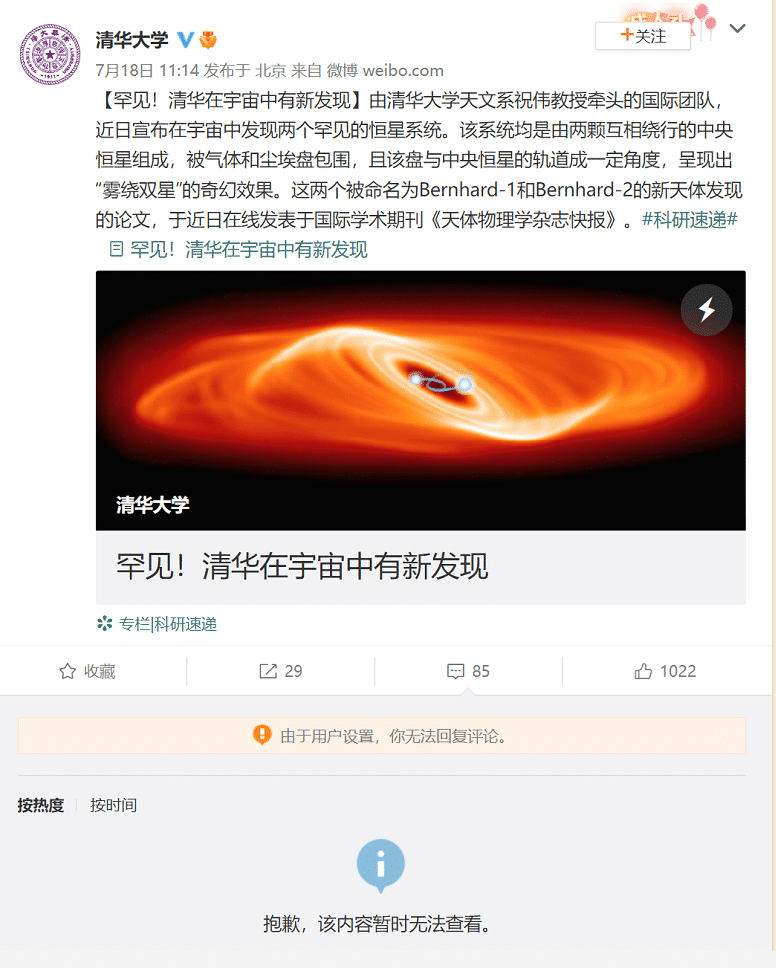 清华大学
+关注
7月18日 11:14 发布于 北京 来自 微博 weibo.com
【罕见！清华在宇宙中有新发现】由清华大学天文系祝伟教授牵头的国际团队，
近日宣布在宇宙中发现两个罕见的恒星系统。该系统均是由两颗互相绕行的中央
恒星组成，被气体和尘埃盘包围，且该盘与中央恒星的轨道成一定角度，呈现出
“雾绕双星”的奇幻效果。这两个被命名为Bernhard-1和Bernhard-2的新天体发现
的论文，于近日在线发表于国际学术期刊《天体物理学杂志快报》。#科研速递#
罕见！清华在宇宙中有新发现
清华大学
罕见！清华在宇宙中有新发现
专栏|科研速递
收藏 29 85 1022
由于用户设置，你无法回复评论。
按热度 按时间
抱歉，该内容暂时无法查看。